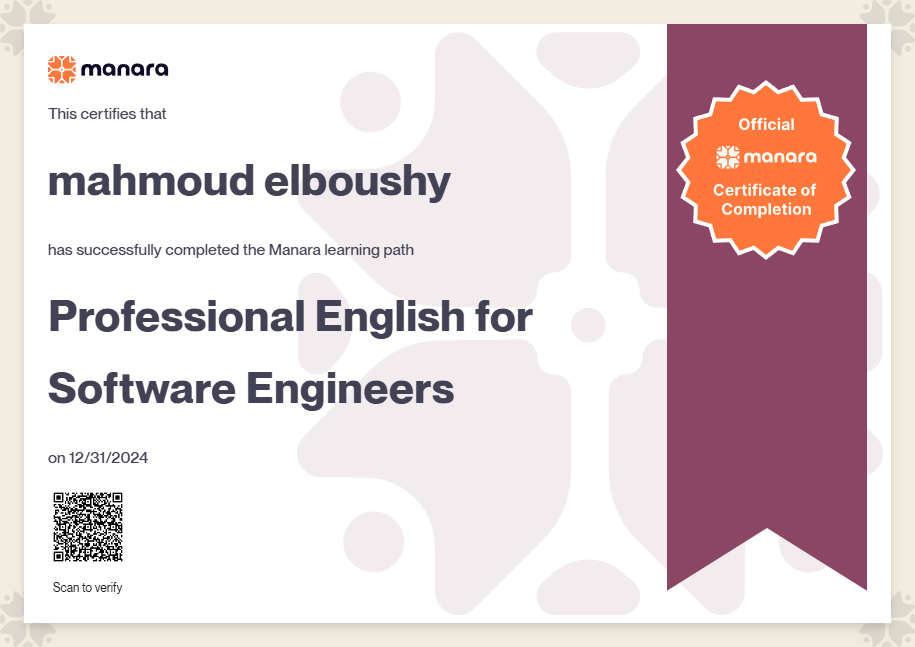 manara
This certifies that
mahmoud elboushy
has successfully completed the Manara learning path
Professional English for
Software Engineers
on 12/31/2024
Scan to verify
Official
manara
Certificate of
Completion